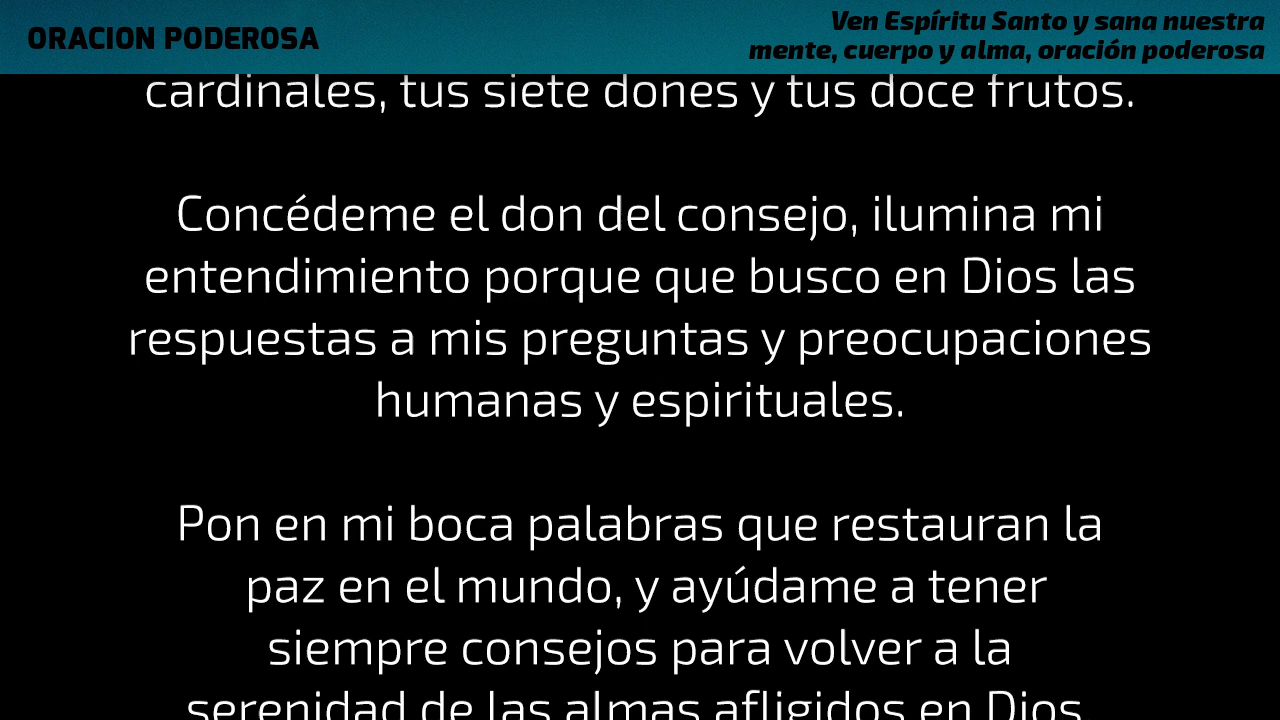 ORACION PODEROSA
Ven Espíritu Santo y sana nuestra
mente, cuerpo y alma, oración poderosa
cardinales, tus siete dones y tus doce frutos.
Concédeme el don del consejo, ilumina mi
entendimiento porque que busco en Dios las
respuestas a mis preguntas y preocupaciones
humanas y espirituales.
Pon en mi boca palabras que restauran la
paz en el mundo, y ayúdame a tener
siempre consejos para volver a la
serenidad de las almas afligidos en Dios